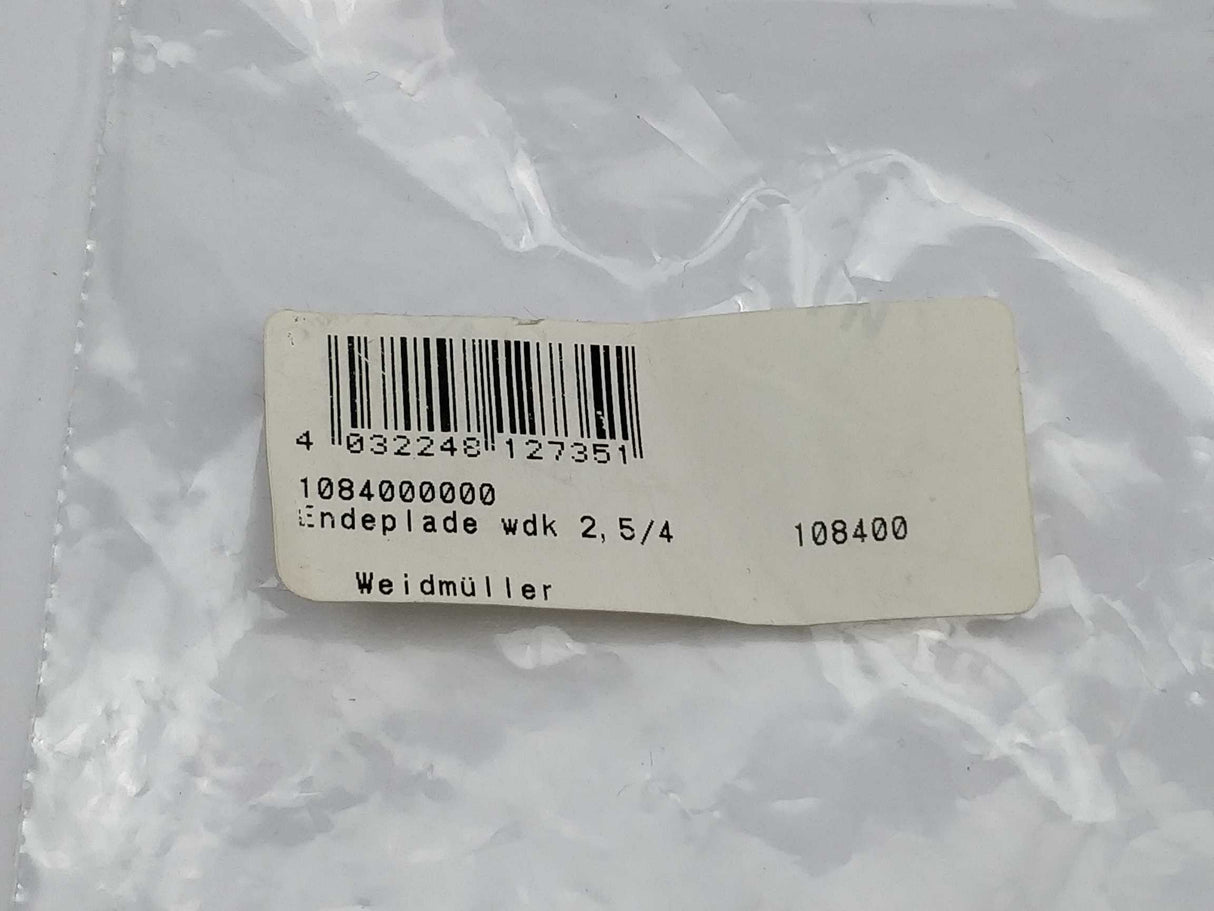 4 032248 127351
1084000000
Endeplade wdk 2,5/4 108400
Weidmüller